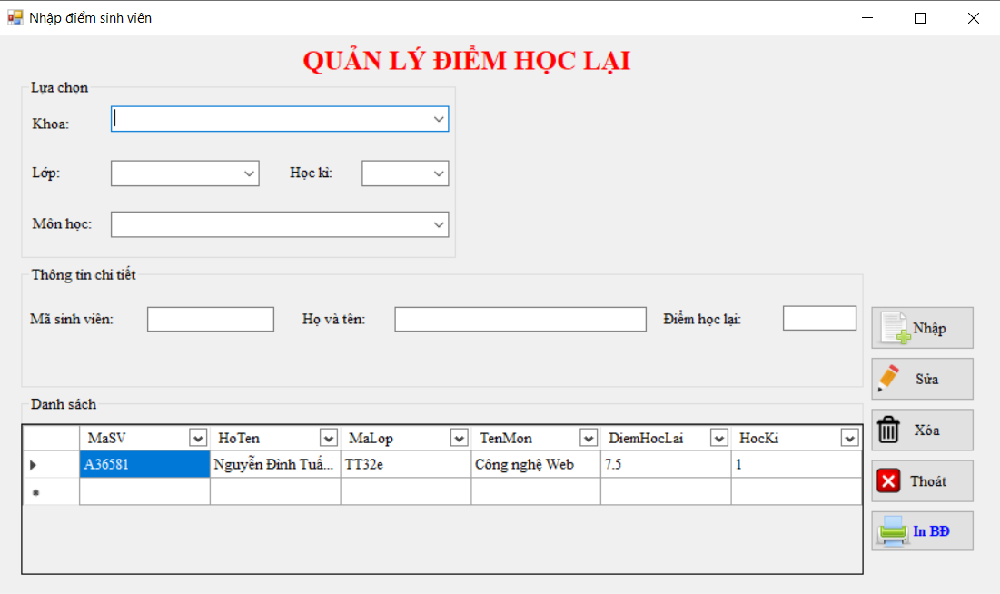 Nhập điểm sinh viên
QUẢN LÝ ĐIỂM HỌC LẠI
Lựa chọn
Khoa:
Lớp: Học kì:
Môn học:
Thông tin chi tiết
Mã sinh viên: Họ và tên: Điểm học lại:
Nhập
Sửa
Danh sách
MaSV HoTen MaLop TenMon DiemHocLai HocKi
A36581 Nguyễn Đinh Tuấ... TT32e Công nghệ Web 7.5 1
Xóa
Thoát
In BĐ